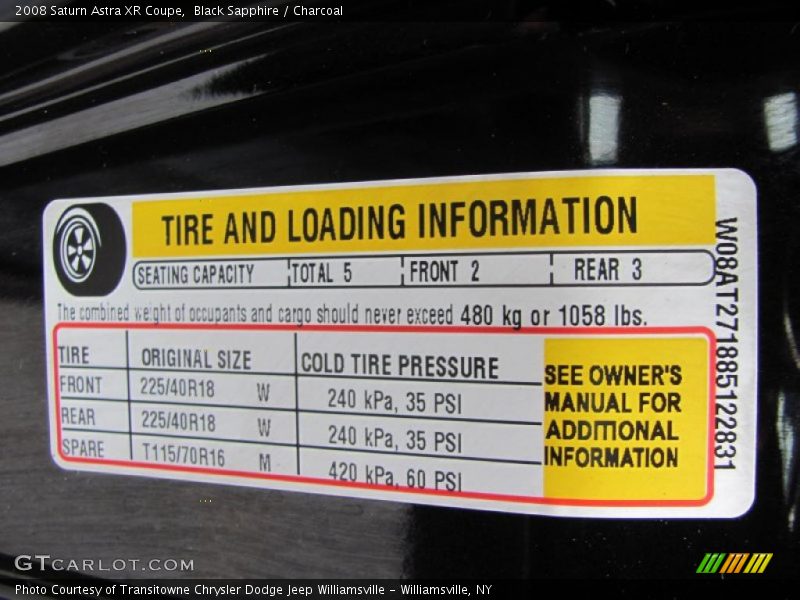 2008 Saturn Astra XR Coupe, Black Sapphire / Charcoal
TIRE AND LOADING INFORMATION
SEATING CAPACITY TOTAL 5 FRONT 2 REAR 3
The combined weight of occupants and cargo should never exceed 480 kg or 1058 lbs.
TIRE ORIGINAL SIZE COLD TIRE PRESSURE
FRONT 225/40R18 W 240 kPa, 35 PSI
REAR 225/40R18 W 240 kPa, 35 PSI
SPARE T115/70R16 M 420 kPa, 60 PSI
SEE OWNER'S
MANUAL FOR
ADDITIONAL
INFORMATION
W08AT271885122831
GTCARLOT.COM
Photo Courtesy of Transitowne Chrysler Dodge Jeep Williamsville - Williamsville, NY